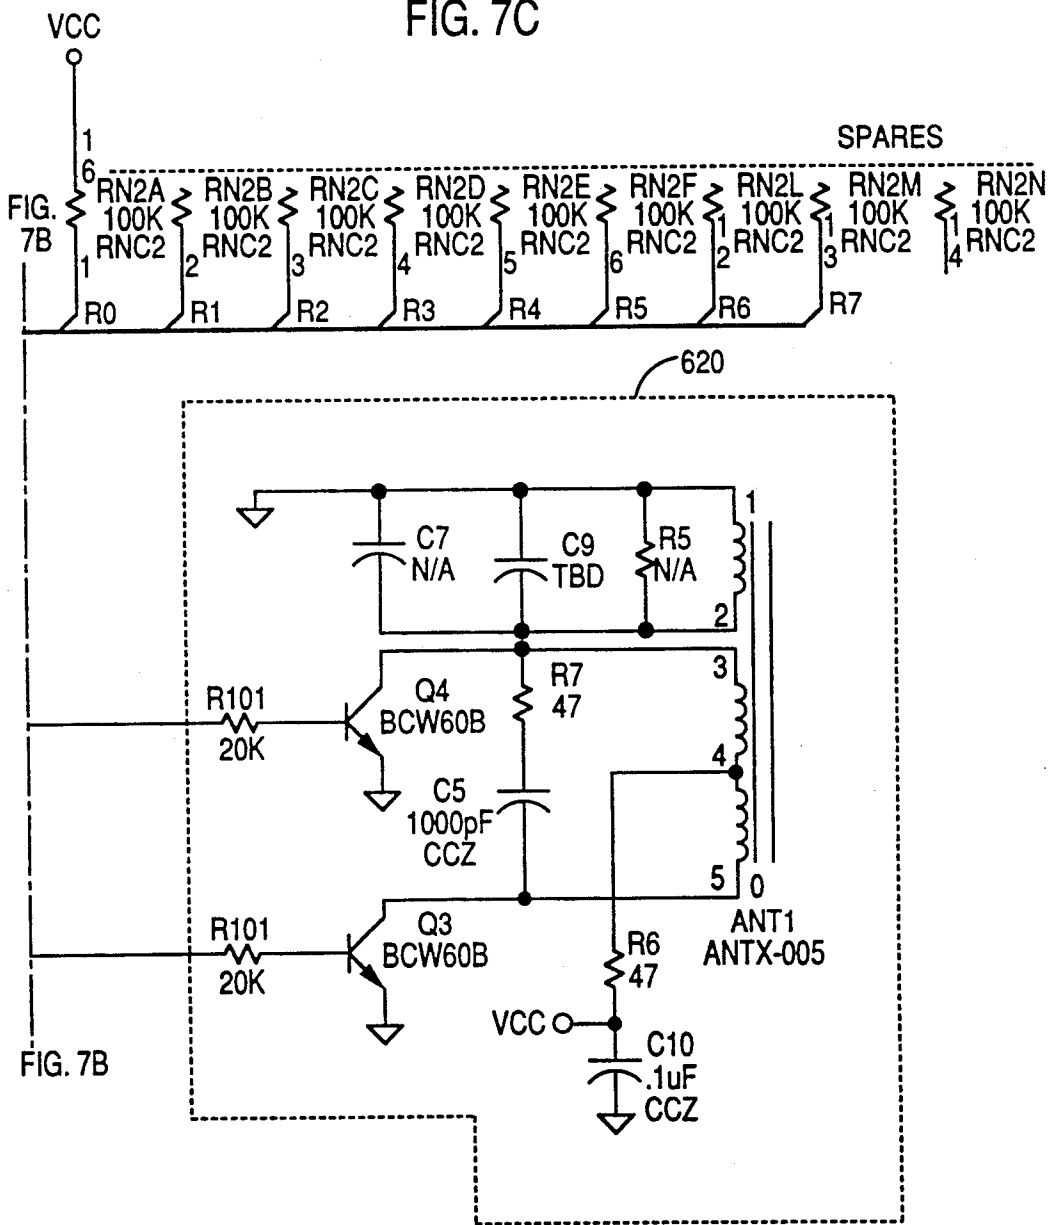 FIG. 7C
VCC
1
6
SPARES
FIG.
7B
RN2A
100K
RNC2
RN2B
100K
RNC2
RN2C
100K
RNC2
RN2D
100K
RNC2
RN2E
100K
RNC2
RN2F
100K
RNC2
RN2L
100K
RNC2
RN2M
100K
RNC2
RN2N
100K
RNC2
1
2
3
4
5
6
1
2
1
3
1
4
R0
R1
R2
R3
R4
R5
R6
R7
620
C7
N/A
C9
TBD
R5
N/A
1
2
3
4
5
0
R7
47
R101
20K
Q4
BCW60B
C5
1000pF
CCZ
R101
20K
Q3
BCW60B
ANT1
ANTX-005
R6
47
VCC
C10
.1uF
CCZ
FIG. 7B